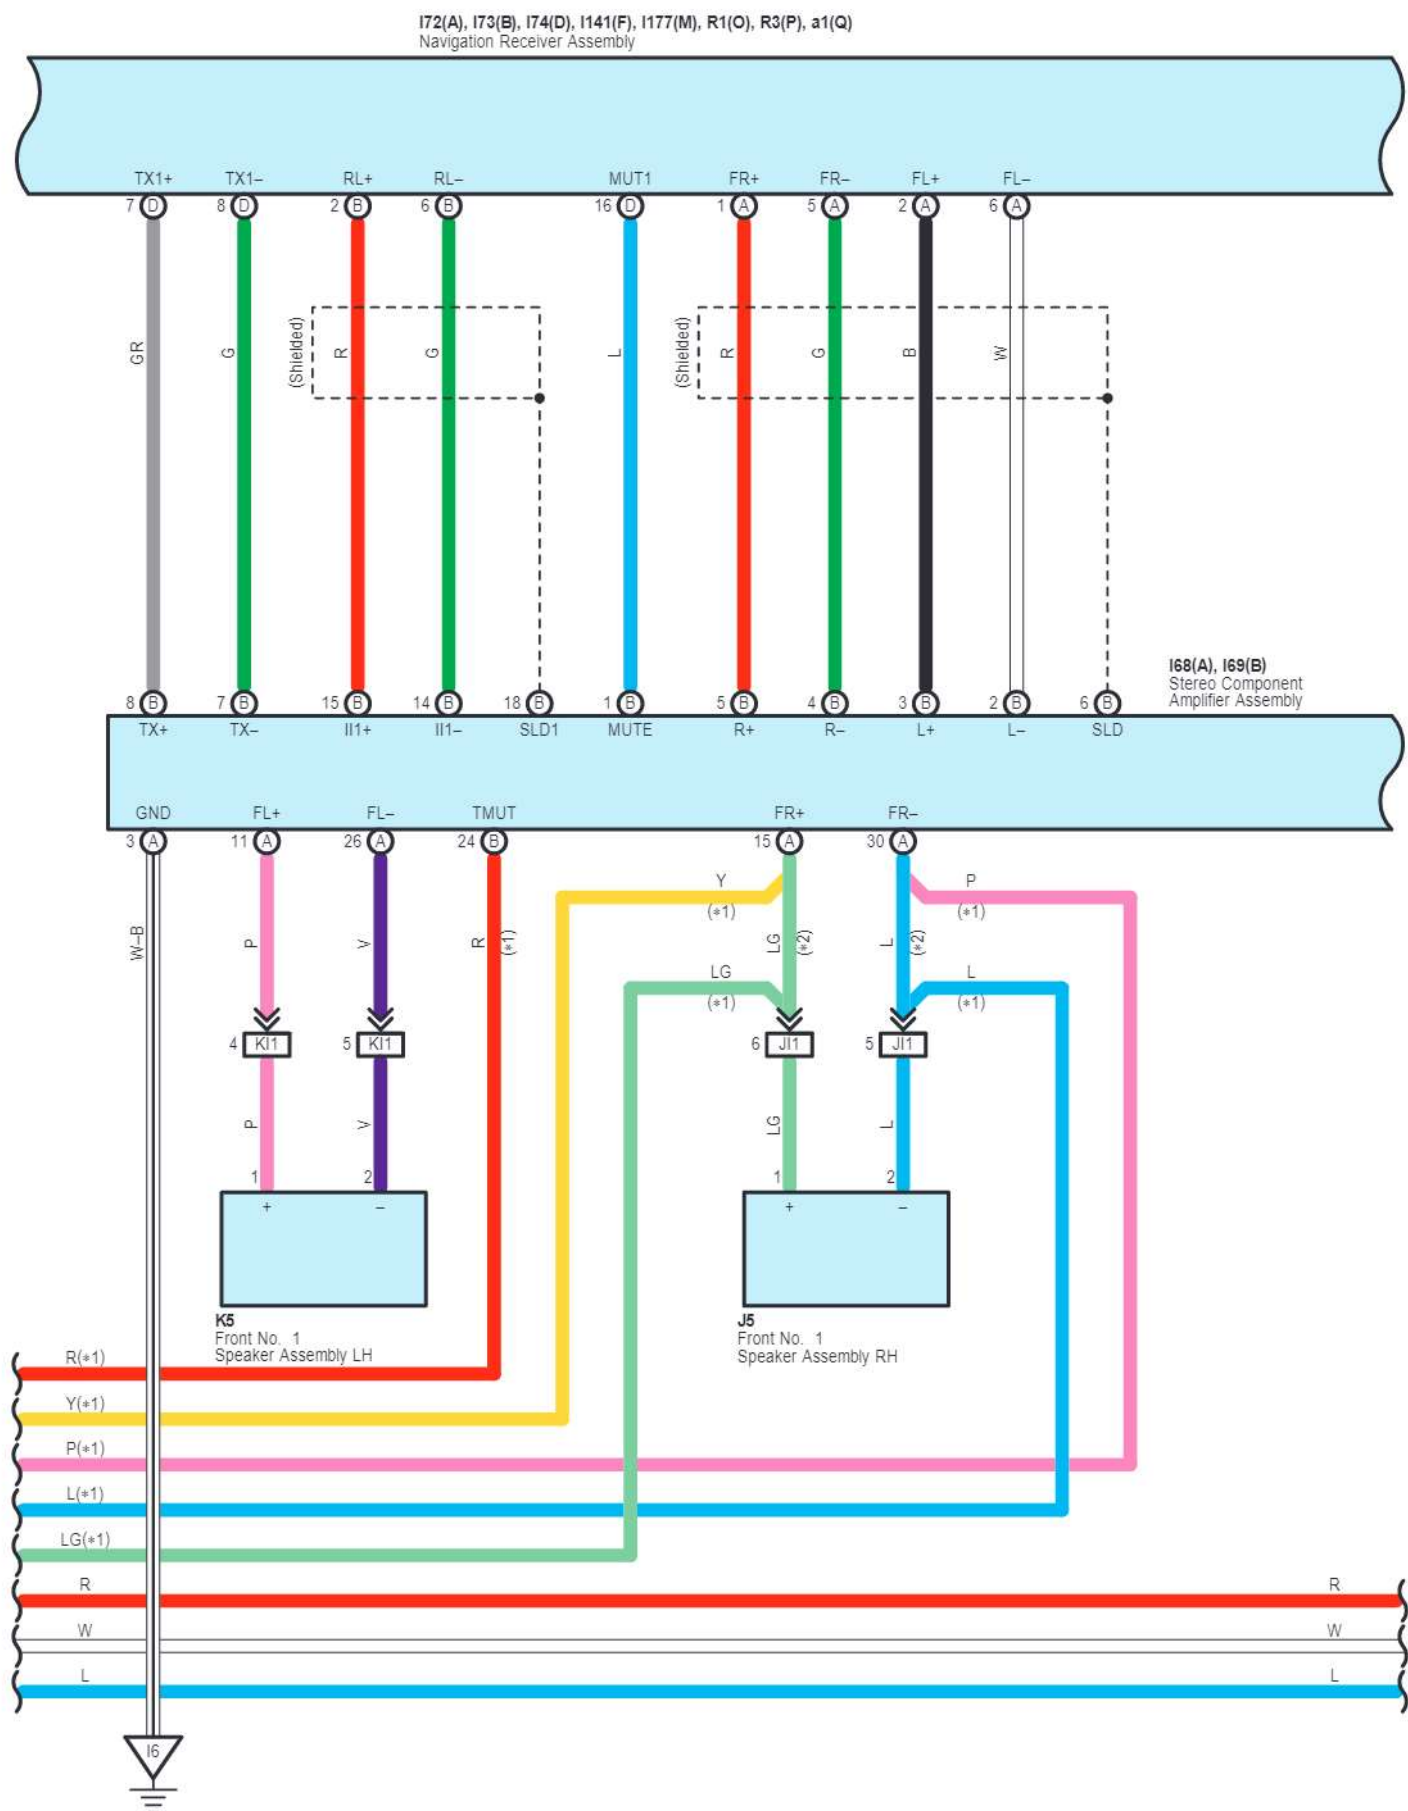 I72(A), I73(B), I74(D), I141(F), I177(M), R1(O), R3(P), a1(Q)
Navigation Receiver Assembly
TX1+ TX1– RL+ RL– MUT1 FR+ FR– FL+ FL–
7 D 8 D 2 B 6 B 16 D 1 A 5 A 2 A 6 A
GR G (Shielded) R G L (Shielded) R G B W
I68(A), I69(B)
Stereo Component
Amplifier Assembly
8 B 7 B 15 B 14 B 18 B 1 B 5 B 4 B 3 B 2 B 6 B
TX+ TX– II1+ II1– SLD1 MUTE R+ R– L+ L– SLD
GND FL+ FL– TMUT FR+ FR–
3 A 11 A 26 A 24 B 15 A 30 A
Y P
(∗1) (∗1)
W–B P V R (∗1) LG (∗2) L (∗2)
LG L
(∗1) (∗1)
4 KI1 5 KI1 6 JI1 5 JI1
P V LG L
1 2 1 2
+ – + –
K5
Front No. 1
Speaker Assembly LH
J5
Front No. 1
Speaker Assembly RH
R(∗1)
Y(∗1)
P(∗1)
L(∗1)
LG(∗1)
R R
W W
L L
I6